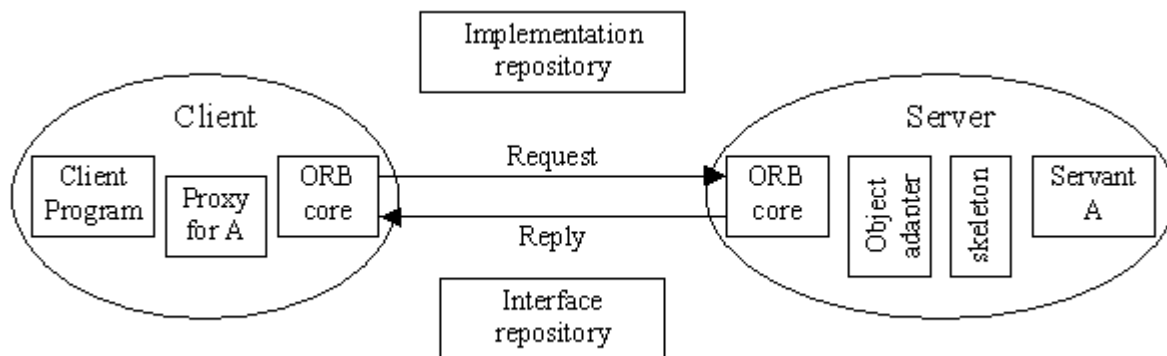 Implementation
repository
Client
Server
Client
Program
Proxy
for A
ORB
core
Request
Reply
ORB
core
Object
adapter
skeleton
Servant
A
Interface
repository